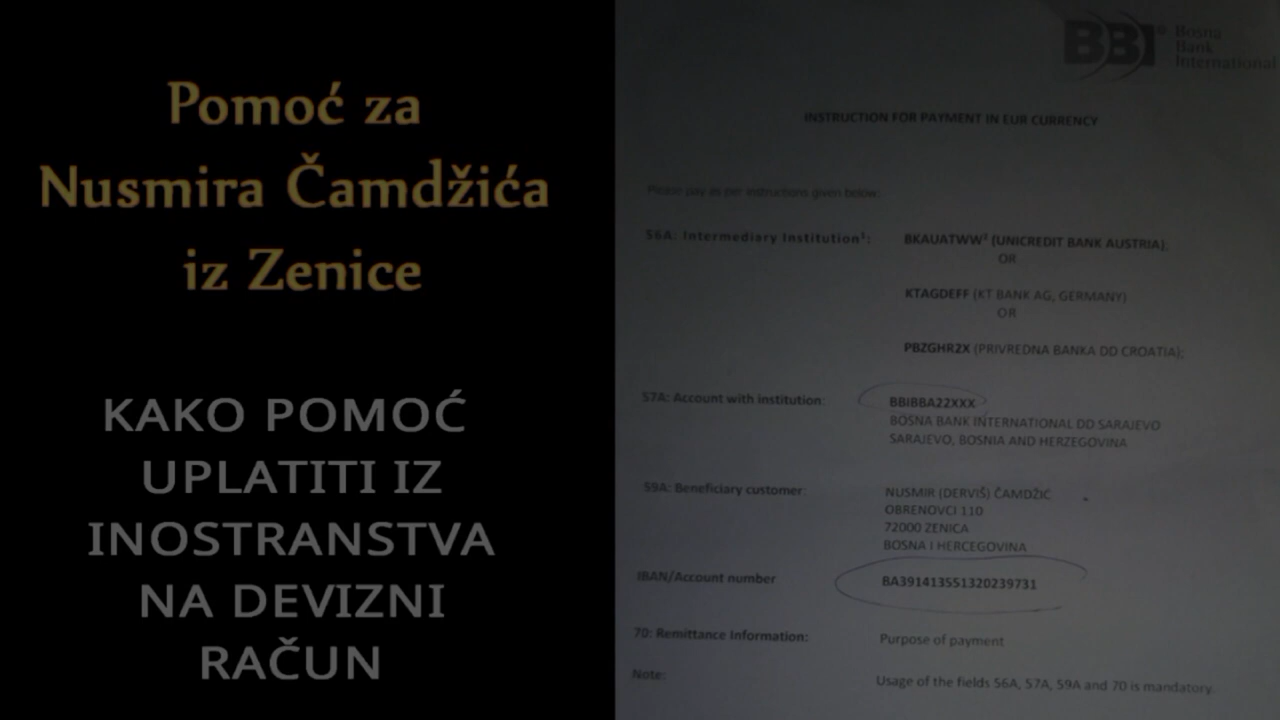 Pomoć za
Nusmira Čamdžića
iz Zenice
KAKO POMOĆ
UPLATITI IZ
INOSTRANSTVA
NA DEVIZNI
RAČUN
BBI
Bosna
Bank
International
INSTRUCTION FOR PAYMENT IN EUR CURRENCY
Please pay as per instructions given below:
56A: Intermediary Institution¹: BKAUATWW² (UNICREDIT BANK AUSTRIA),
OR
KTAGDEFF (KT BANK AG, GERMANY)
OR
PBZGHR2X (PRIVREDNA BANKA DD CROATIA);
57A: Account with institution: BBIBBA22XXX
BOSNA BANK INTERNATIONAL DD SARAJEVO
SARAJEVO, BOSNIA AND HERZEGOVINA
59A: Beneficiary customer: NUSMIR (DERVIŠ) ČAMDŽIC
OBRENOVCI 110
72000 ZENICA
BOSNA I HERCEGOVINA
IBAN/Account number BA391413551320239731
70: Remittance Information: Purpose of payment
Note: Usage of the fields 56A, 57A, 59A and 70 is mandatory.